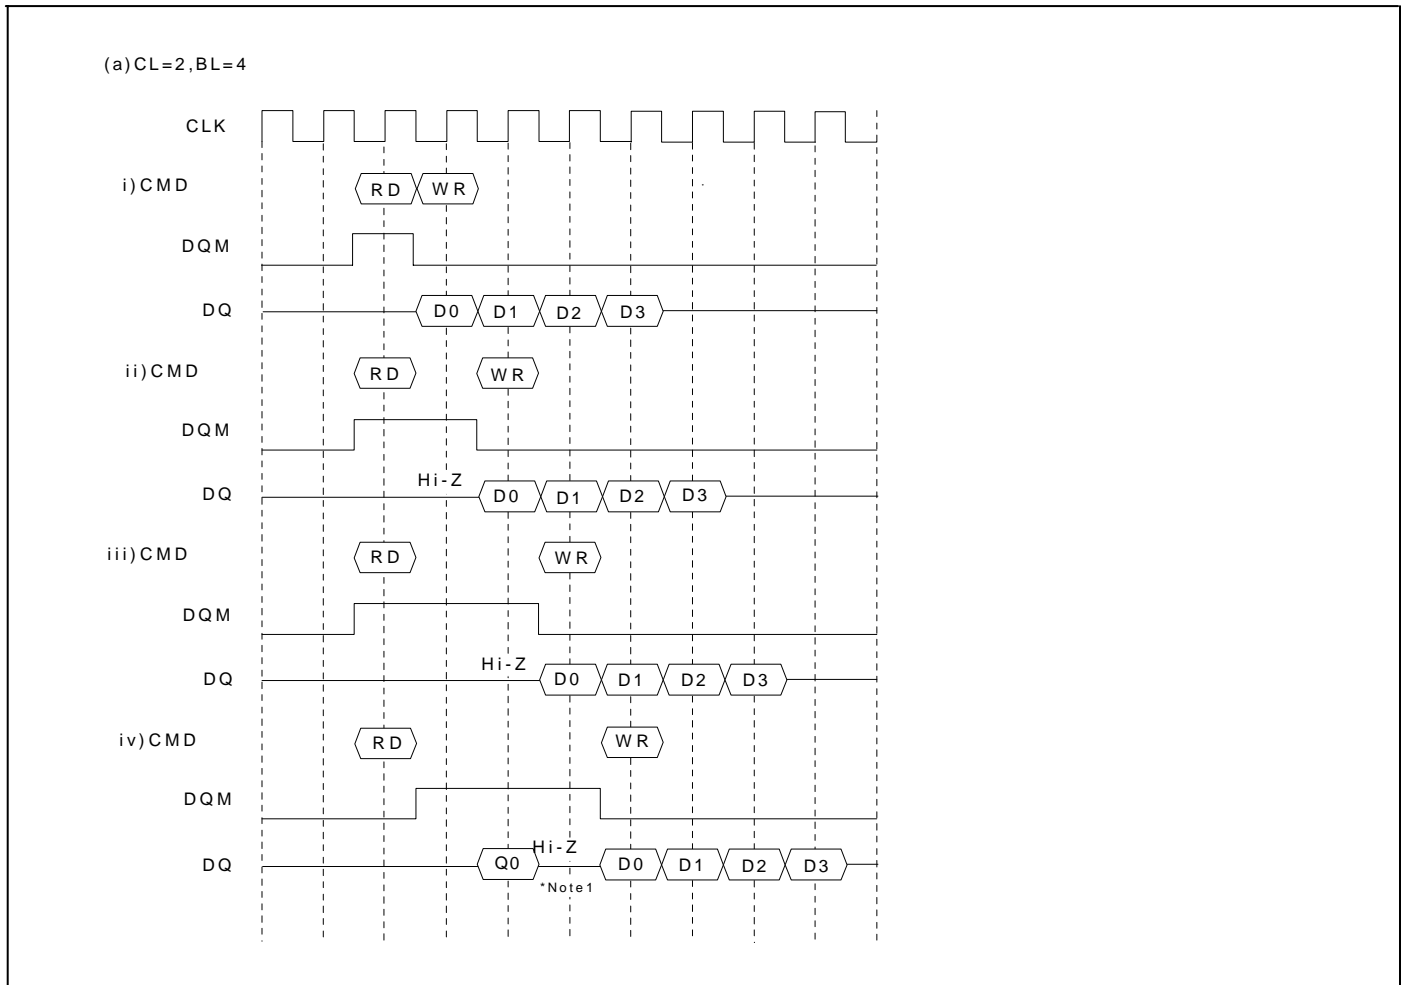 (a)CL=2,BL=4
CLK
i)CMD RD WR
DQM
DQ D0 D1 D2 D3
ii)CMD RD WR
DQM
Hi-Z
DQ D0 D1 D2 D3
iii)CMD RD WR
DQM
Hi-Z
DQ D0 D1 D2 D3
iv)CMD RD WR
DQM
Hi-Z
DQ Q0 D0 D1 D2 D3
*Note1